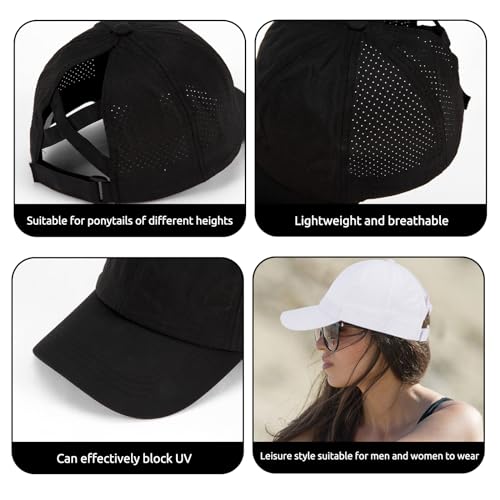 Suitable for ponytails of different heights
Lightweight and breathable
Can effectively block UV
Leisure style suitable for men and women to wear